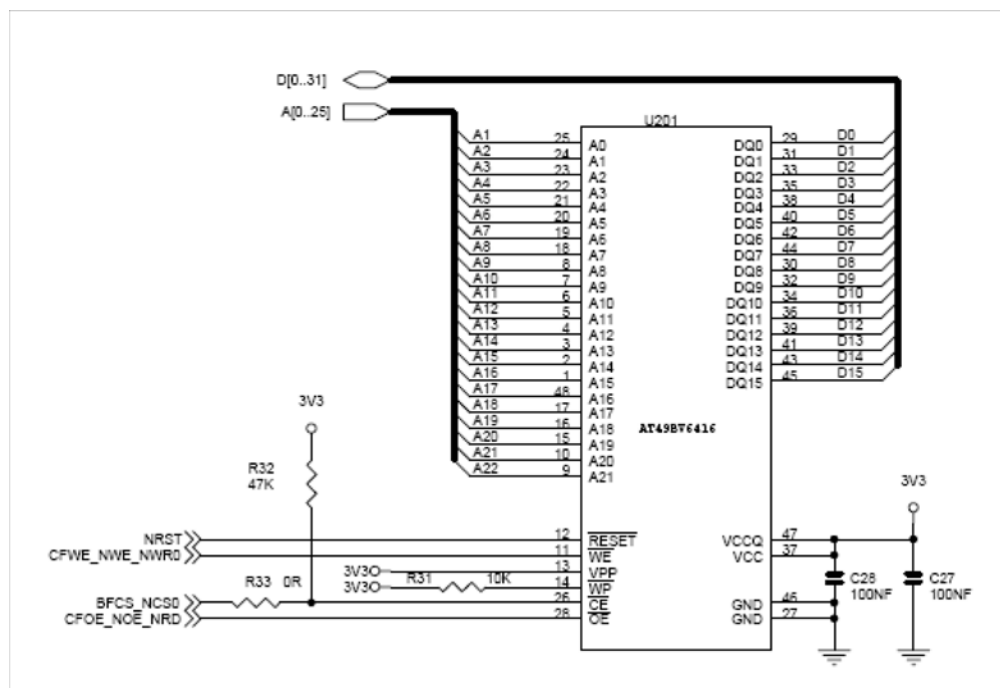 D[0..31]
A[0..25]
U201
A1 25 A0 DQ0 29 D0
A2 24 A1 DQ1 31 D1
A3 23 A2 DQ2 33 D2
A4 22 A3 DQ3 35 D3
A5 21 A4 DQ4 38 D4
A6 20 A5 DQ5 40 D5
A7 19 A6 DQ6 42 D6
A8 18 A7 DQ7 44 D7
A9 8 A8 DQ8 30 D8
A10 7 A9 DQ9 32 D9
A11 6 A10 DQ10 34 D10
A12 5 A11 DQ11 36 D11
A13 4 A12 DQ12 39 D12
A14 3 A13 DQ13 41 D13
A15 2 A14 DQ14 43 D14
A16 1 A15 DQ15 45 D15
A17 48 A16
A18 17 A17
A19 16 A18
A20 15 A19
A21 10 A20
A22 9 A21
AT49BV6416
3V3
R32
47K
3V3
NRST 12 RESET VCCQ 47
CFWE_NWE_NWR0 11 WE VCC 37
3V3 13 VPP
3V3 R31 10K 14 WP
C28
100NF
C27
100NF
R33 0R
BFCS_NCS0 26 CE GND 46
CFOE_NOE_NRD 28 OE GND 27